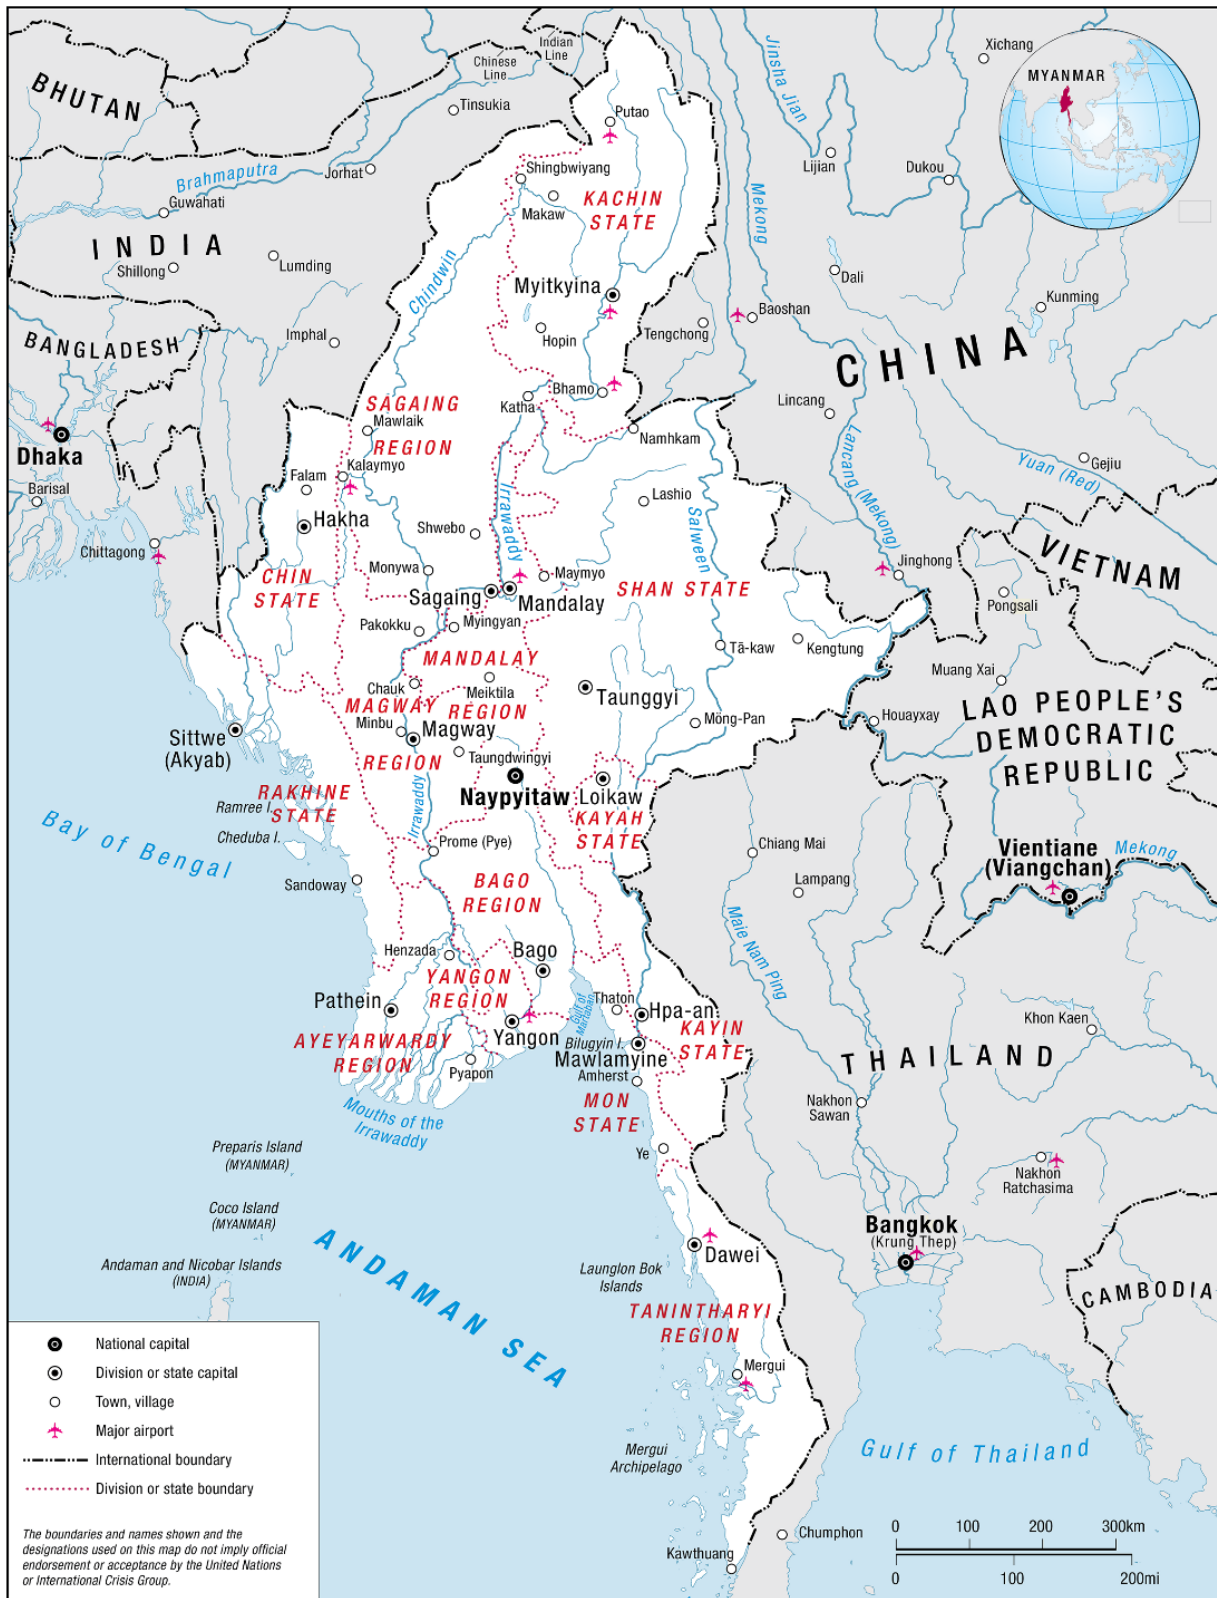 Indian
Line
Chinese
Line
Xichang
BHUTAN
Tinsukia
Putao
Jinsha Jian
MYANMAR
Brahmaputra
Jorhat
Shingbwiyang
Lijian
Dukou
Guwahati
Makaw
KACHIN
STATE
Mekong
INDIA
Shillong
Lumding
Chindwin
Myitkyina
Dali
Kunming
Baoshan
Imphal
Hopin
Tengchong
BANGLADESH
CHINA
Bhamo
Katha
SAGAING
Mawlaik
REGION
Lincang
Namhkam
Dhaka
Kalaymyo
Falam
Barisal
Irrawaddy
Lashio
Salween
Lancang (Mekong)
Yuan (Red)
Gejiu
Hakha
Shwebo
Chittagong
Monywa
Maymyo
Jinghong
VIETNAM
CHIN
STATE
Sagaing
Mandalay
SHAN STATE
Pongsali
Pakokku
Myingyan
Tā-kaw
Kengtung
MANDALAY
Muang Xai
Chauk
Meiktila
Taunggyi
MAGWAY
REGION
Minbu
Magway
Möng-Pan
Houayxay
LAO PEOPLE'S
DEMOCRATIC
REPUBLIC
Sittwe
(Akyab)
REGION
Taungdwingyi
Naypyitaw
Loikaw
RAKHINE
STATE
Ramree I.
Irrawaddy
KAYAH
STATE
Cheduba I.
Bay of Bengal
Prome (Pye)
Chiang Mai
Vientiane
(Viangchan)
Mekong
Sandoway
BAGO
REGION
Lampang
Maie Nam Ping
Henzada
Bago
YANGON
REGION
Pathein
Gulf of
Martaban
Thaton
Hpa-an
KAYIN
STATE
Khon Kaen
AYEYARWARDY
REGION
Yangon
Bilugyin I.
Mawlamyine
THAILAND
Pyapon
Amherst
MON
STATE
Nakhon
Sawan
Mouths of the
Irrawaddy
Preparis Island
(MYANMAR)
Ye
Nakhon
Ratchasima
Coco Island
(MYANMAR)
Bangkok
(Krung Thep)
ANDAMAN SEA
Dawei
Andaman and Nicobar Islands
(INDIA)
Launglon Bok
Islands
CAMBODIA
TANINTHARYI
REGION
Mergui
Gulf of Thailand
Mergui
Archipelago
Chumphon
Kawthuang
National capital
Division or state capital
Town, village
Major airport
International boundary
Division or state boundary
The boundaries and names shown and the
designations used on this map do not imply official
endorsement or acceptance by the United Nations
or International Crisis Group.
0 100 200 300km
0 100 200mi